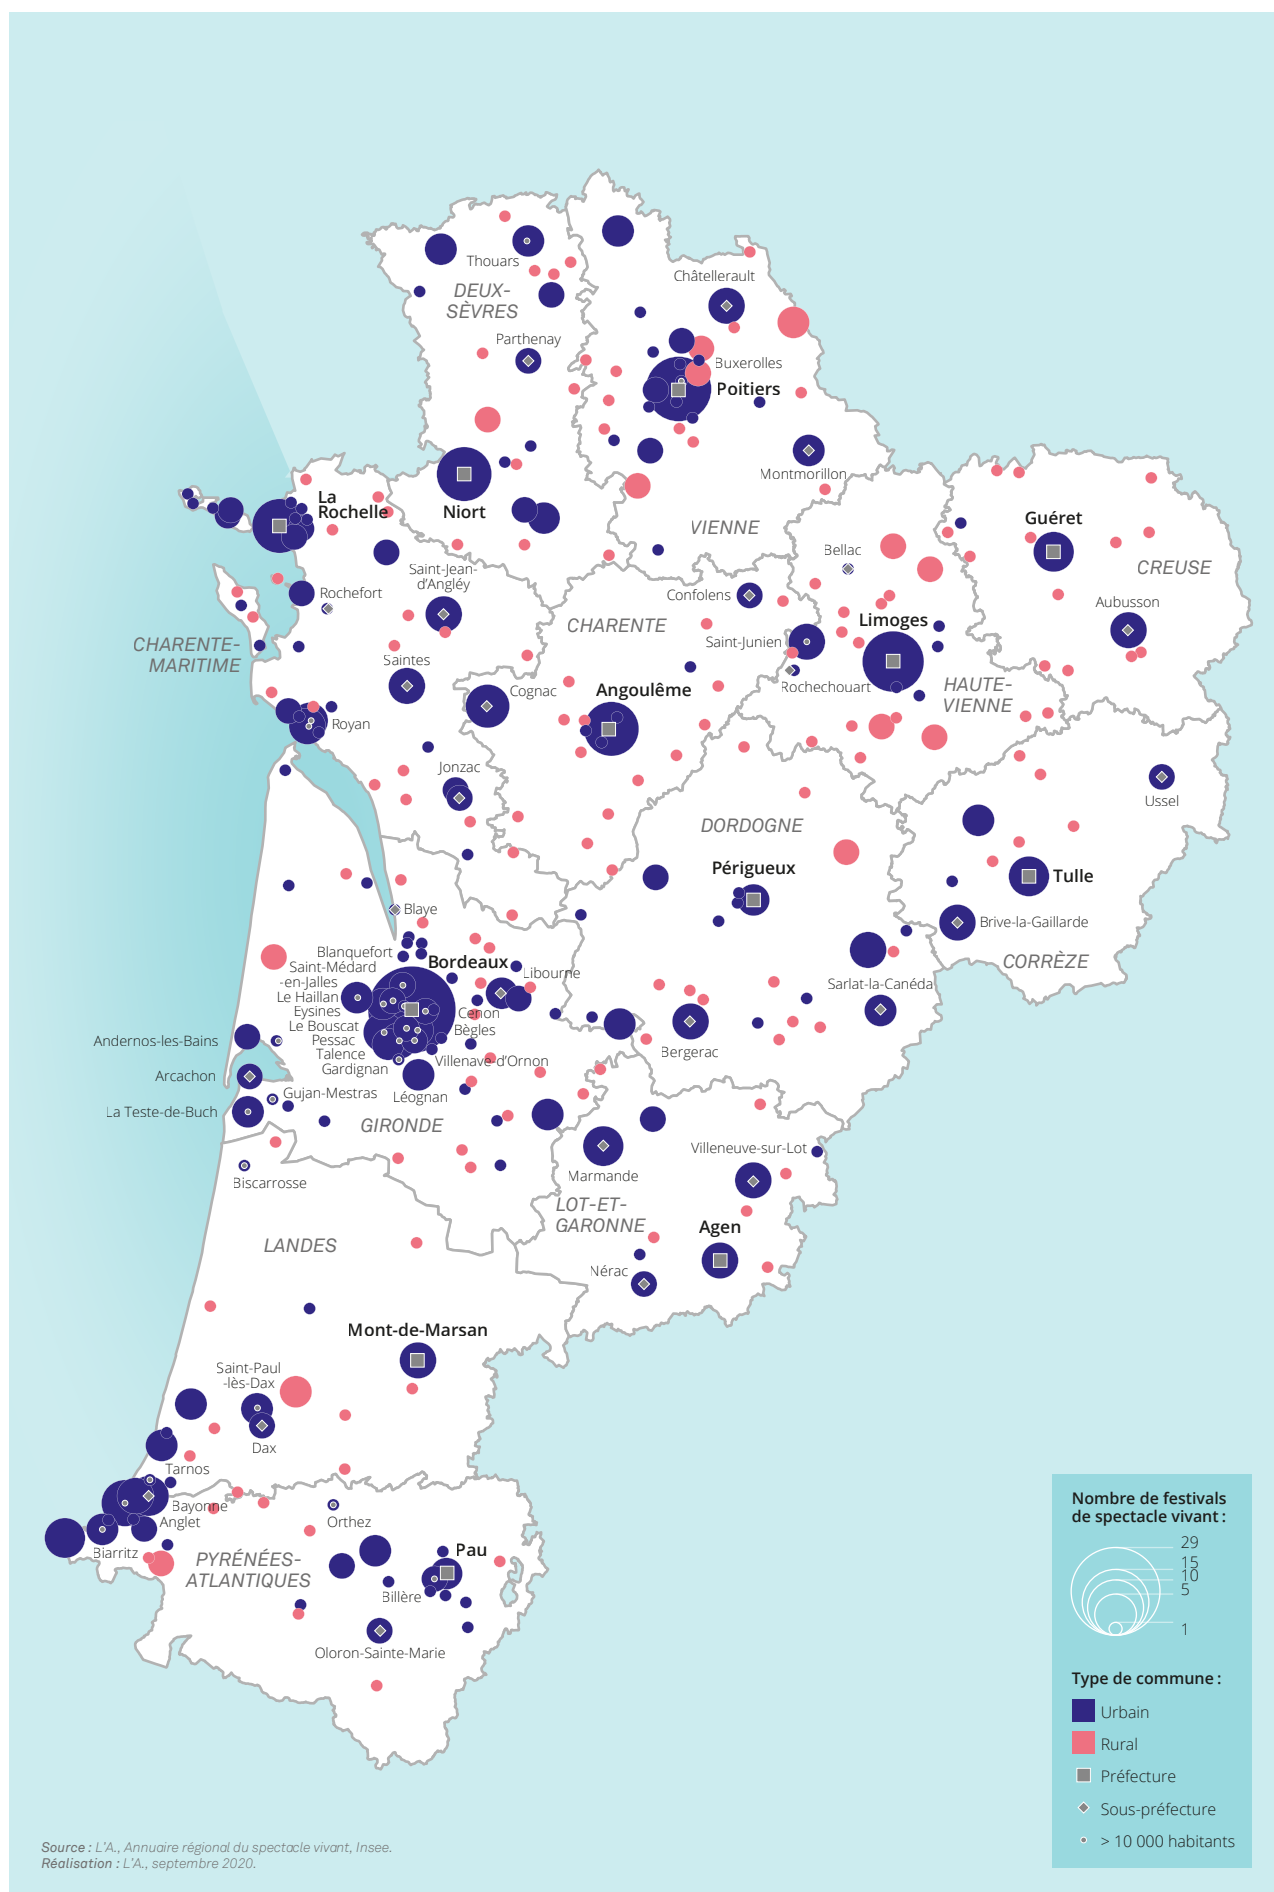 Thouars
DEUX-
SÈVRES
Châtellerault
Parthenay
Buxerolles
Poitiers
Montmorillon
La
Rochelle
Niort
VIENNE
Guéret
CREUSE
Bellac
Saint-Jean-
d'Angléy
Rochefort
Confolens
Aubusson
CHARENTE
Limoges
CHARENTE-
MARITIME
Saint-Junien
Saintes
Rochechouart
HAUTE-
VIENNE
Cognac
Angoulême
Royan
Jonzac
Ussel
DORDOGNE
Périgueux
Tulle
Blaye
Brive-la-Gaillarde
Blanquefort
Bordeaux
CORRÈZE
Saint-Médard
-en-Jalles
Libourne
Sarlat-la-Canéda
Le Haillan
Eysines
Cenon
Le Bouscat
Bègles
Pessac
Andernos-les-Bains
Talence
Villenave-d'Ornon
Bergerac
Gardignan
Arcachon
Gujan-Mestras
Léognan
La Teste-de-Buch
GIRONDE
Villeneuve-sur-Lot
Marmande
Biscarrosse
LOT-ET-
GARONNE
Agen
LANDES
Nérac
Mont-de-Marsan
Saint-Paul
-lès-Dax
Dax
Tarnos
Bayonne
Anglet
Orthez
Biarritz
Pau
PYRÉNÉES-
ATLANTIQUES
Billère
Oloron-Sainte-Marie
Nombre de festivals
de spectacle vivant :
29
15
10
5
1
Type de commune :
Urbain
Rural
Préfecture
Sous-préfecture
> 10 000 habitants
Source : L'A., Annuaire régional du spectacle vivant, Insee.
Réalisation : L'A., septembre 2020.